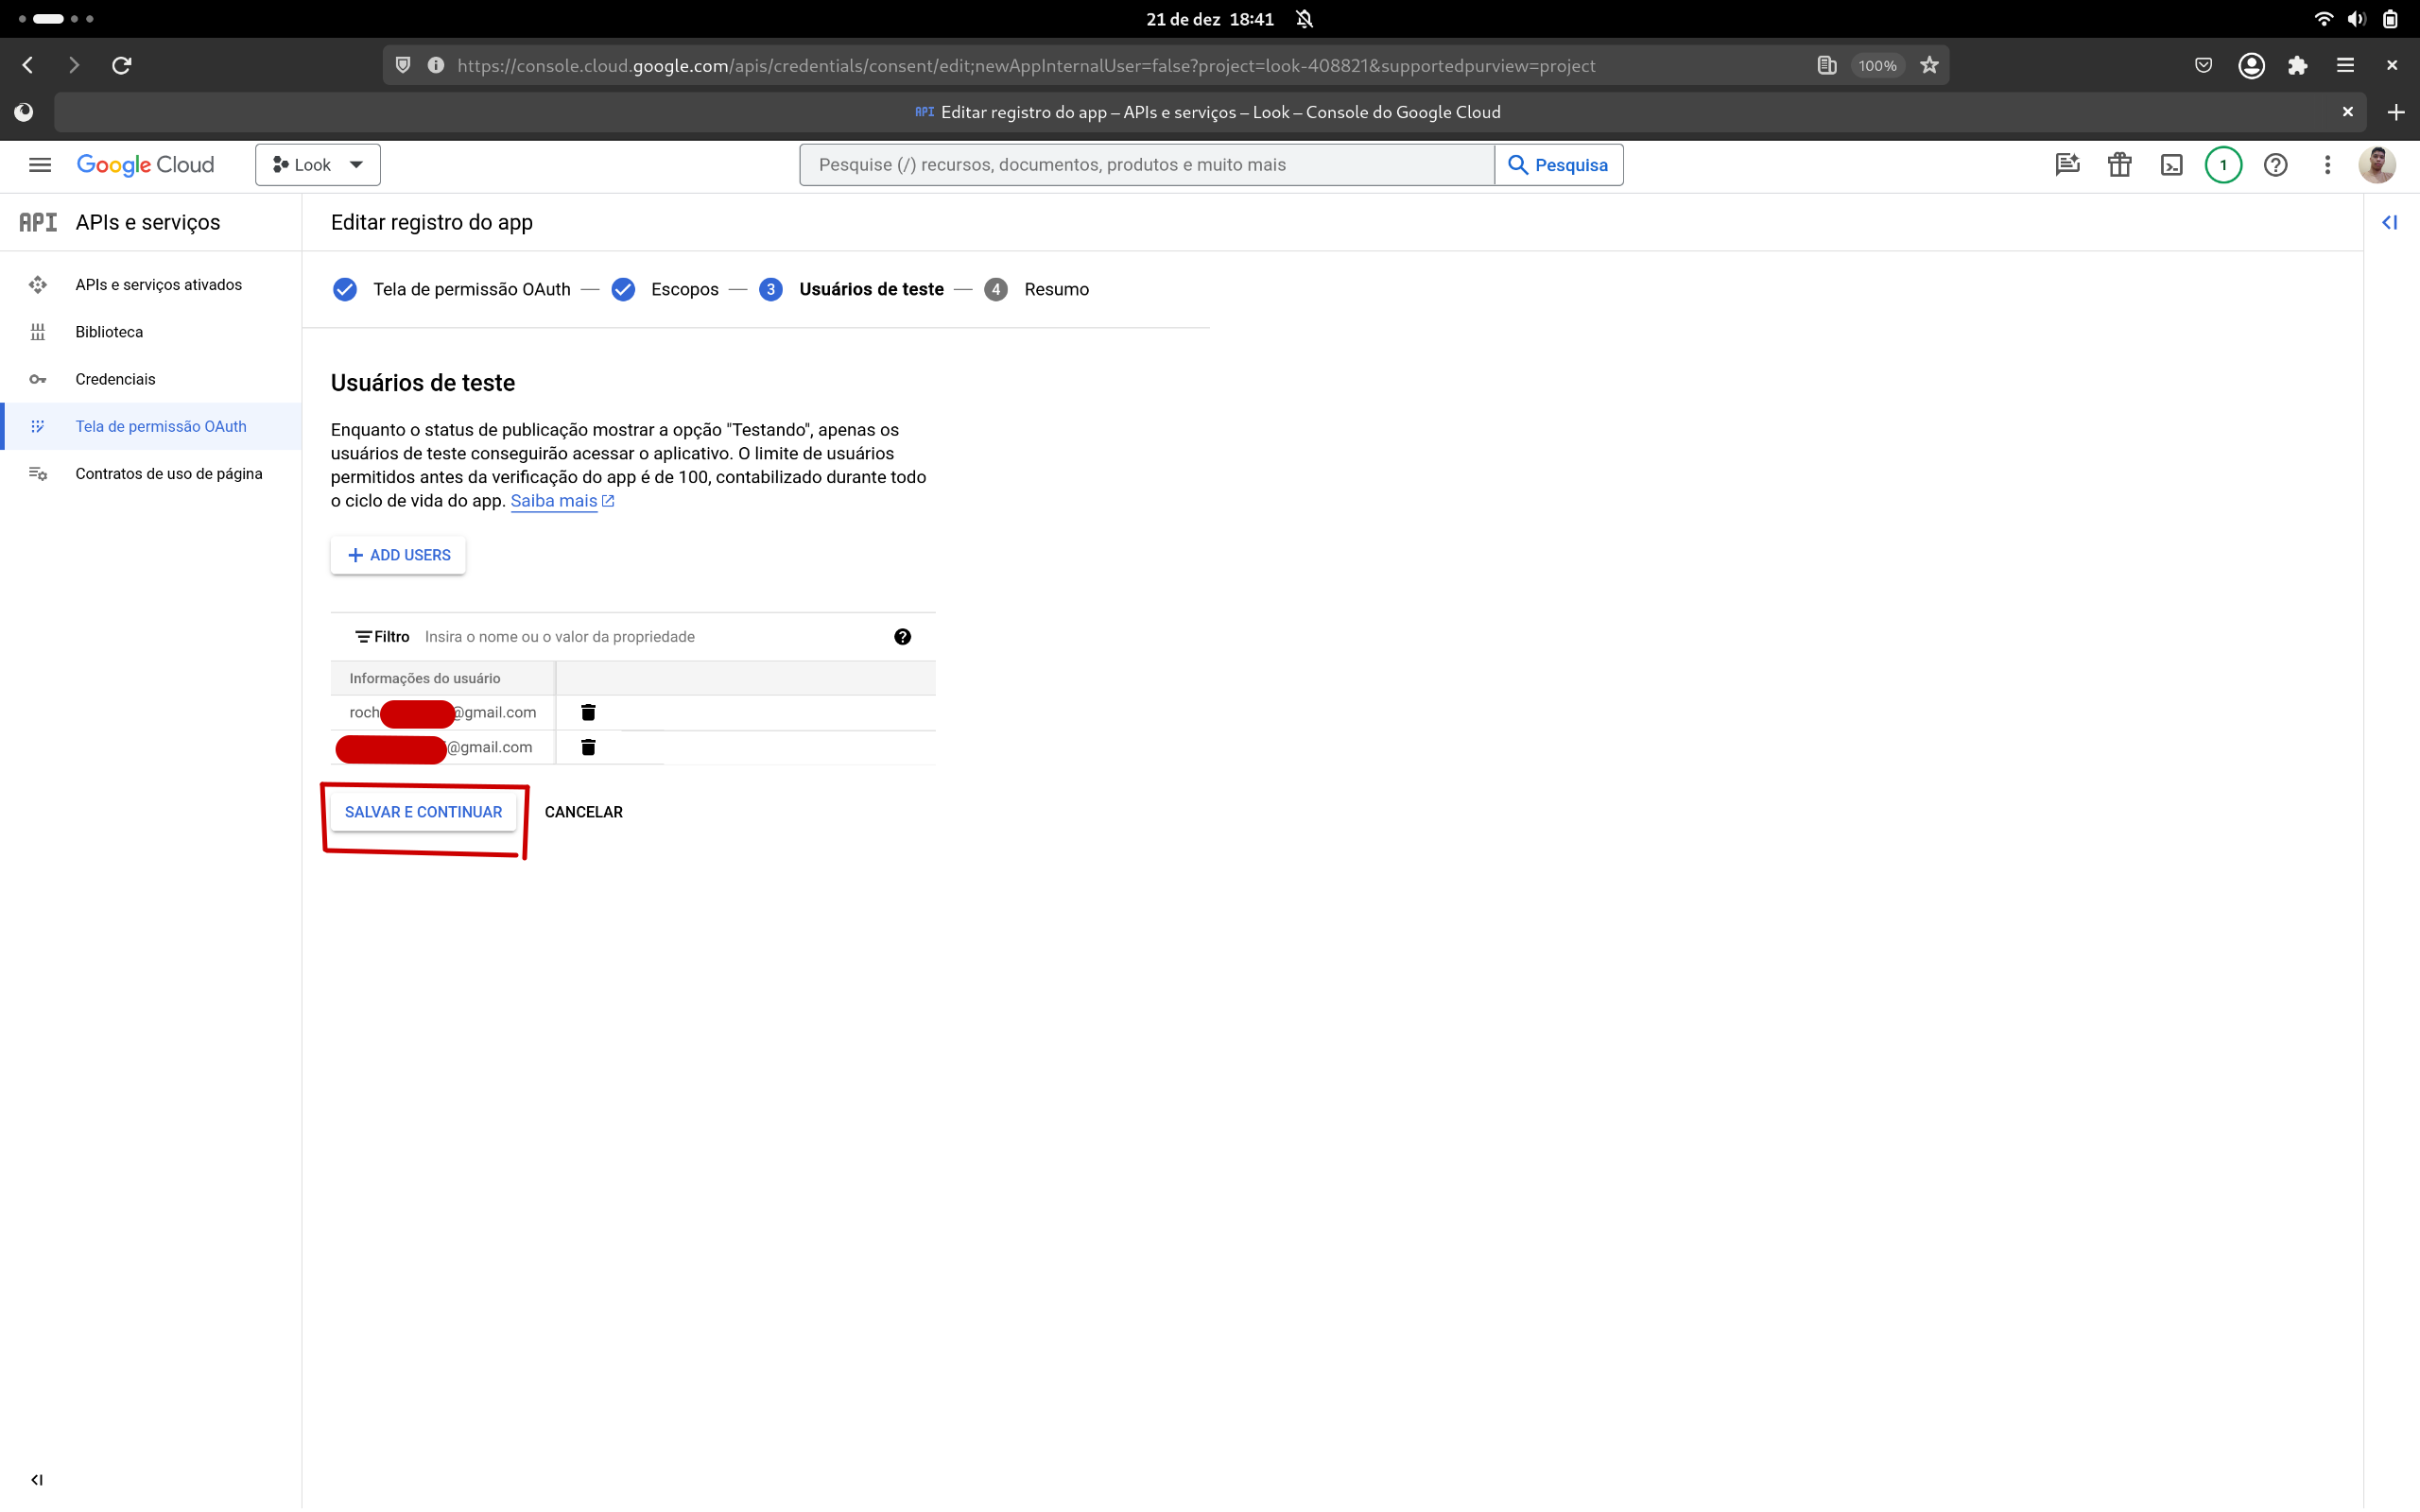 21 de dez 18:41
https://console.cloud.google.com/apis/credentials/consent/edit;newAppInternalUser=false?project=look-408821&supportedpurview=project
100%
API Editar registro do app – APIs e serviços – Look – Console do Google Cloud
Google Cloud
Look
Pesquise (/) recursos, documentos, produtos e muito mais
Pesquisa
1
API APIs e serviços
Editar registro do app
APIs e serviços ativados
Biblioteca
Credenciais
Tela de permissão OAuth
Contratos de uso de página
Tela de permissão OAuth — Escopos — 3 Usuários de teste — 4 Resumo
Usuários de teste
Enquanto o status de publicação mostrar a opção "Testando", apenas os
usuários de teste conseguirão acessar o aplicativo. O limite de usuários
permitidos antes da verificação do app é de 100, contabilizado durante todo
o ciclo de vida do app. Saiba mais
+ ADD USERS
Filtro Insira o nome ou o valor da propriedade
Informações do usuário
roch @gmail.com
@gmail.com
SALVAR E CONTINUAR CANCELAR